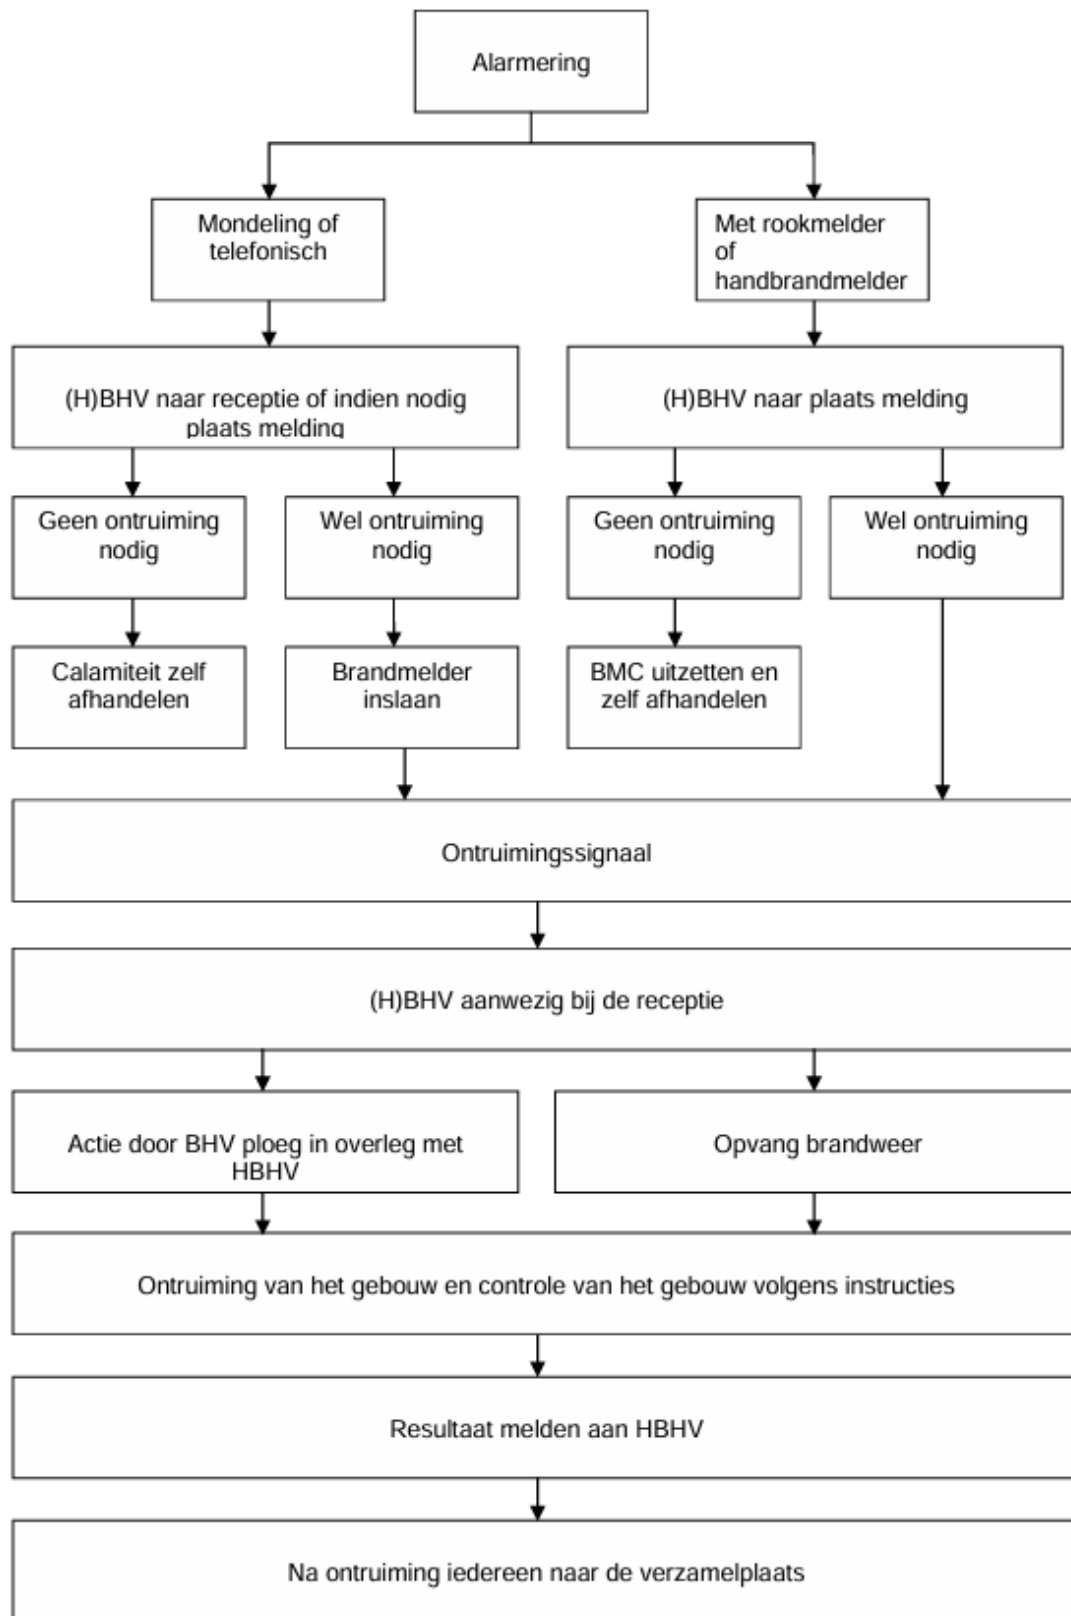 Alarmering
Mondeling of
telefonisch
Met rookmelder
of
handbrandmelder
(H)BHV naar receptie of indien nodig
plaats melding
(H)BHV naar plaats melding
Geen ontruiming
nodig
Wel ontruiming
nodig
Geen ontruiming
nodig
Wel ontruiming
nodig
Calamiteit zelf
afhandelen
Brandmelder
inslaan
BMC uitzetten en
zelf afhandelen
Ontruimingssignaal
(H)BHV aanwezig bij de receptie
Actie door BHV ploeg in overleg met
HBHV
Opvang brandweer
Ontruiming van het gebouw en controle van het gebouw volgens instructies
Resultaat melden aan HBHV
Na ontruiming iedereen naar de verzamelplaats